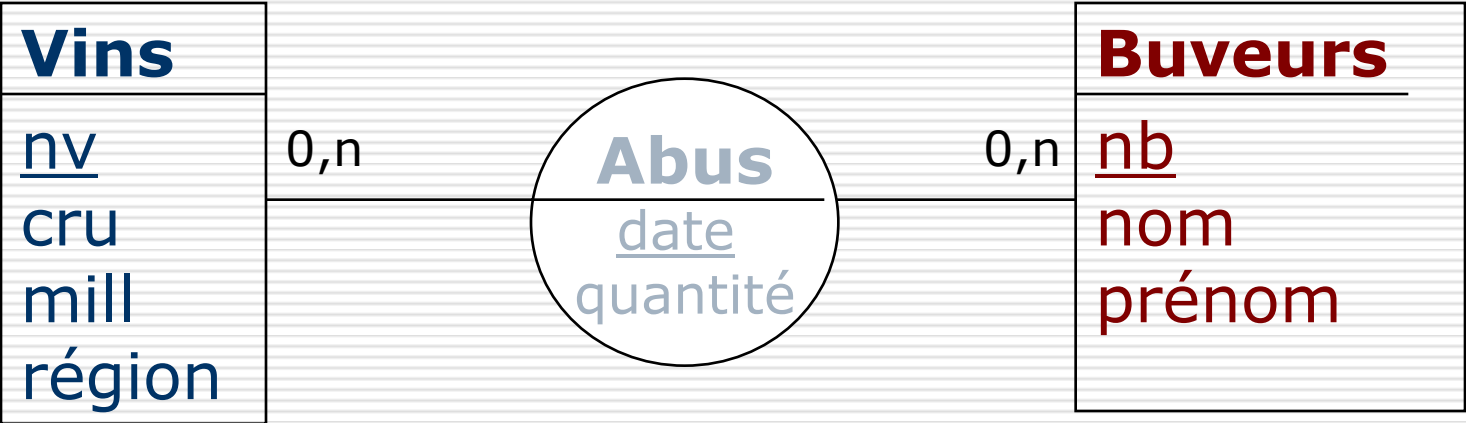 Vins
nv
cru
mill
région
0,n
Abus
date
quantité
0,n
Buveurs
nb
nom
prénom